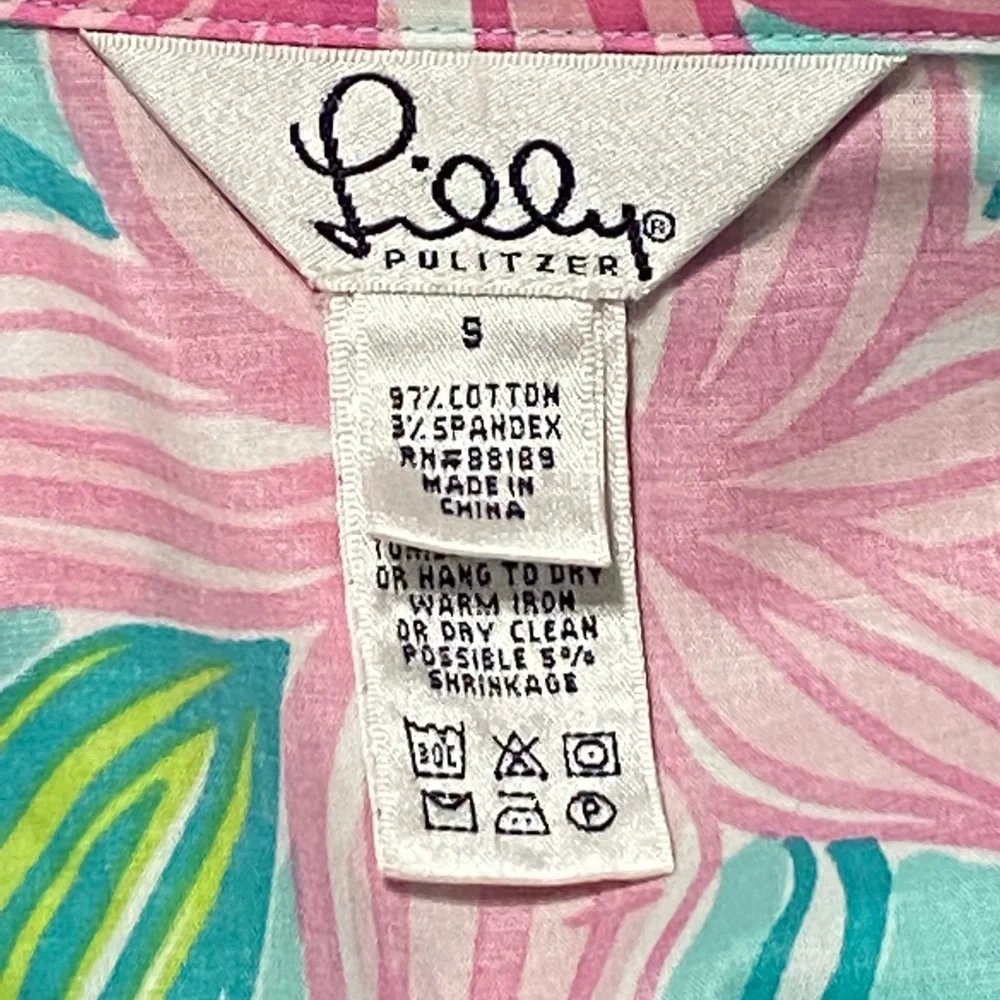 Lilly®
PULITZER
S
97% COTTON
3% SPANDEX
RN#88189
MADE IN
CHINA
OR HANG TO DRY
WARM IRON
OR DRY CLEAN
POSSIBLE 5%
SHRINKAGE
30C
P